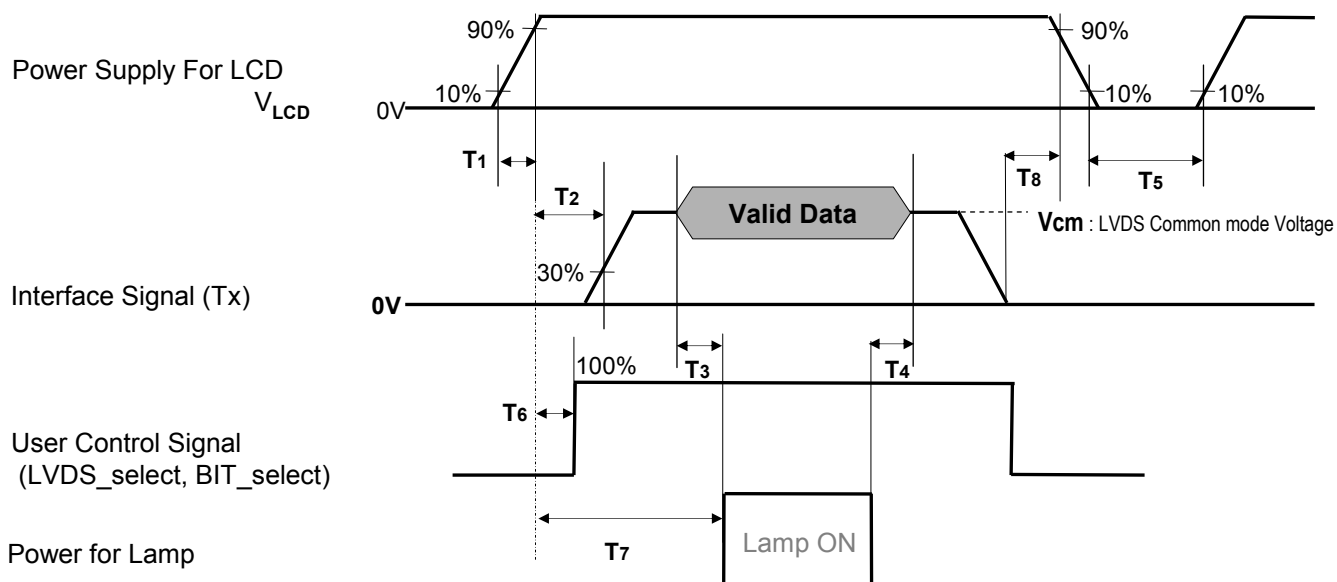 90%
90%
Power Supply For LCD
VLCD
10%
10%
10%
0V
T1
T2
T8
T5
Valid Data
Vcm : LVDS Common mode Voltage
30%
Interface Signal (Tx)
0V
T3
T4
100%
T6
User Control Signal
(LVDS_select, BIT_select)
T7
Lamp ON
Power for Lamp